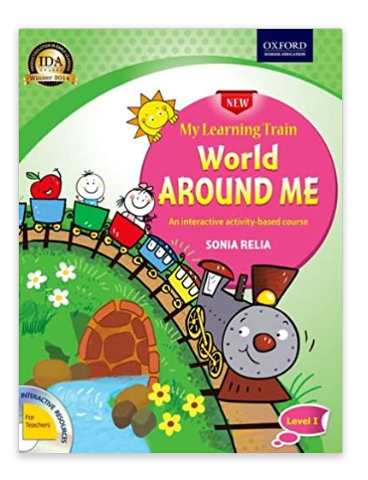 IDA
Winner 2014
OXFORD
SCHOOL EDUCATION
NEW
My Learning Train
World
AROUND ME
An interactive activity-based course
SONIA RELIA
INTERACTIVE RESOURCES
For
Teachers
Level I